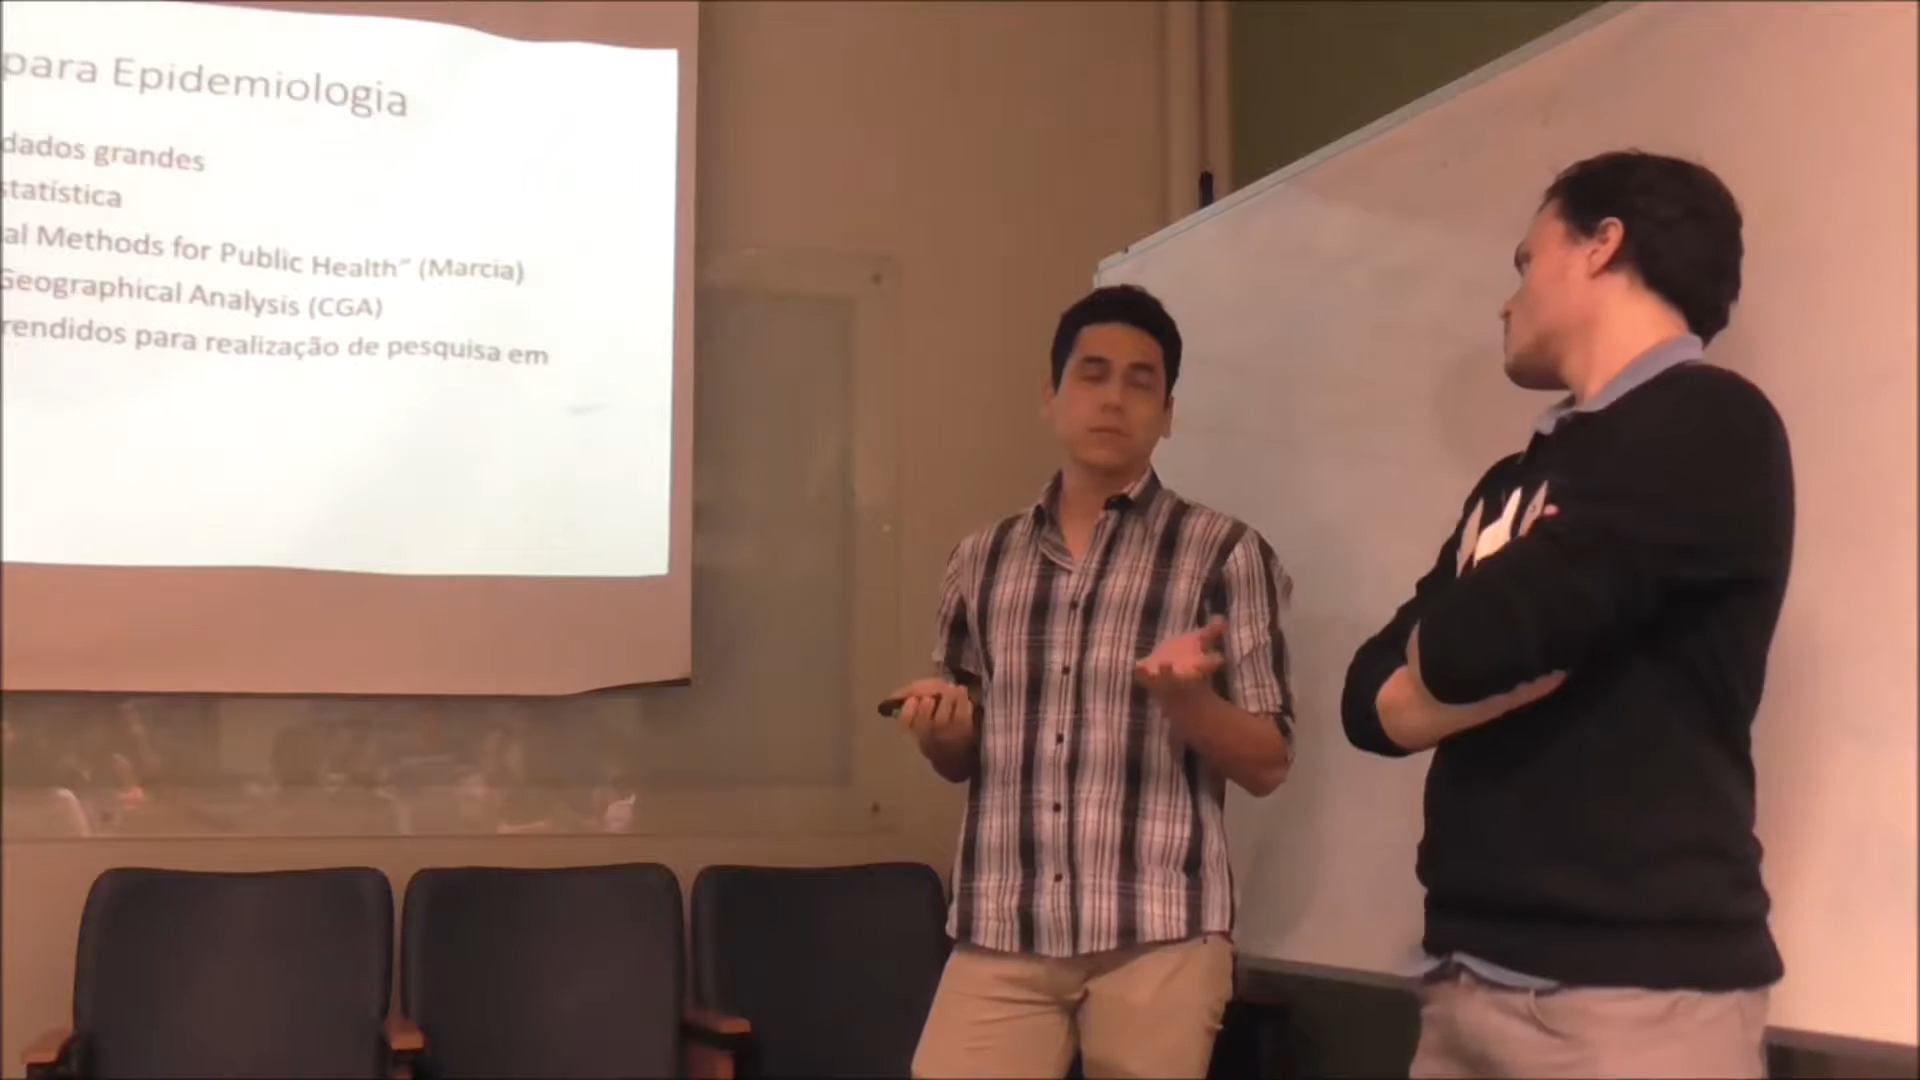 para Epidemiologia
dados grandes
statística
al Methods for Public Health" (Marcia)
Geographical Analysis (CGA)
rendidos para realização de pesquisa em